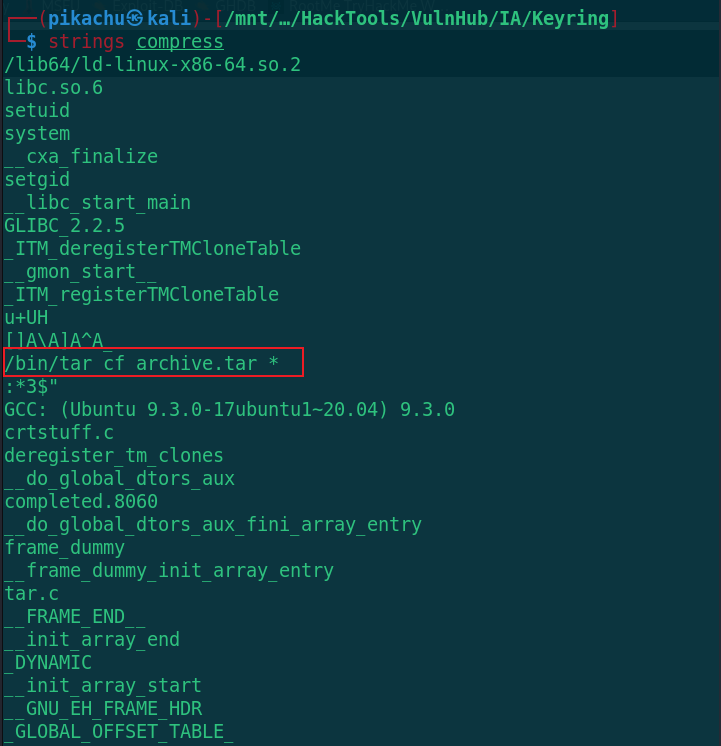 ┌──(pikachu㉿kali)-[/mnt/…/HackTools/VulnHub/IA/Keyring]
└─$ strings compress
/lib64/ld-linux-x86-64.so.2
libc.so.6
setuid
system
__cxa_finalize
setgid
__libc_start_main
GLIBC_2.2.5
_ITM_deregisterTMCloneTable
__gmon_start__
_ITM_registerTMCloneTable
u+UH
[]A\A]A^A_
/bin/tar cf archive.tar *
:*3$"
GCC: (Ubuntu 9.3.0-17ubuntu1~20.04) 9.3.0
crtstuff.c
deregister_tm_clones
__do_global_dtors_aux
completed.8060
__do_global_dtors_aux_fini_array_entry
frame_dummy
__frame_dummy_init_array_entry
tar.c
__FRAME_END__
__init_array_end
_DYNAMIC
__init_array_start
__GNU_EH_FRAME_HDR
_GLOBAL_OFFSET_TABLE_